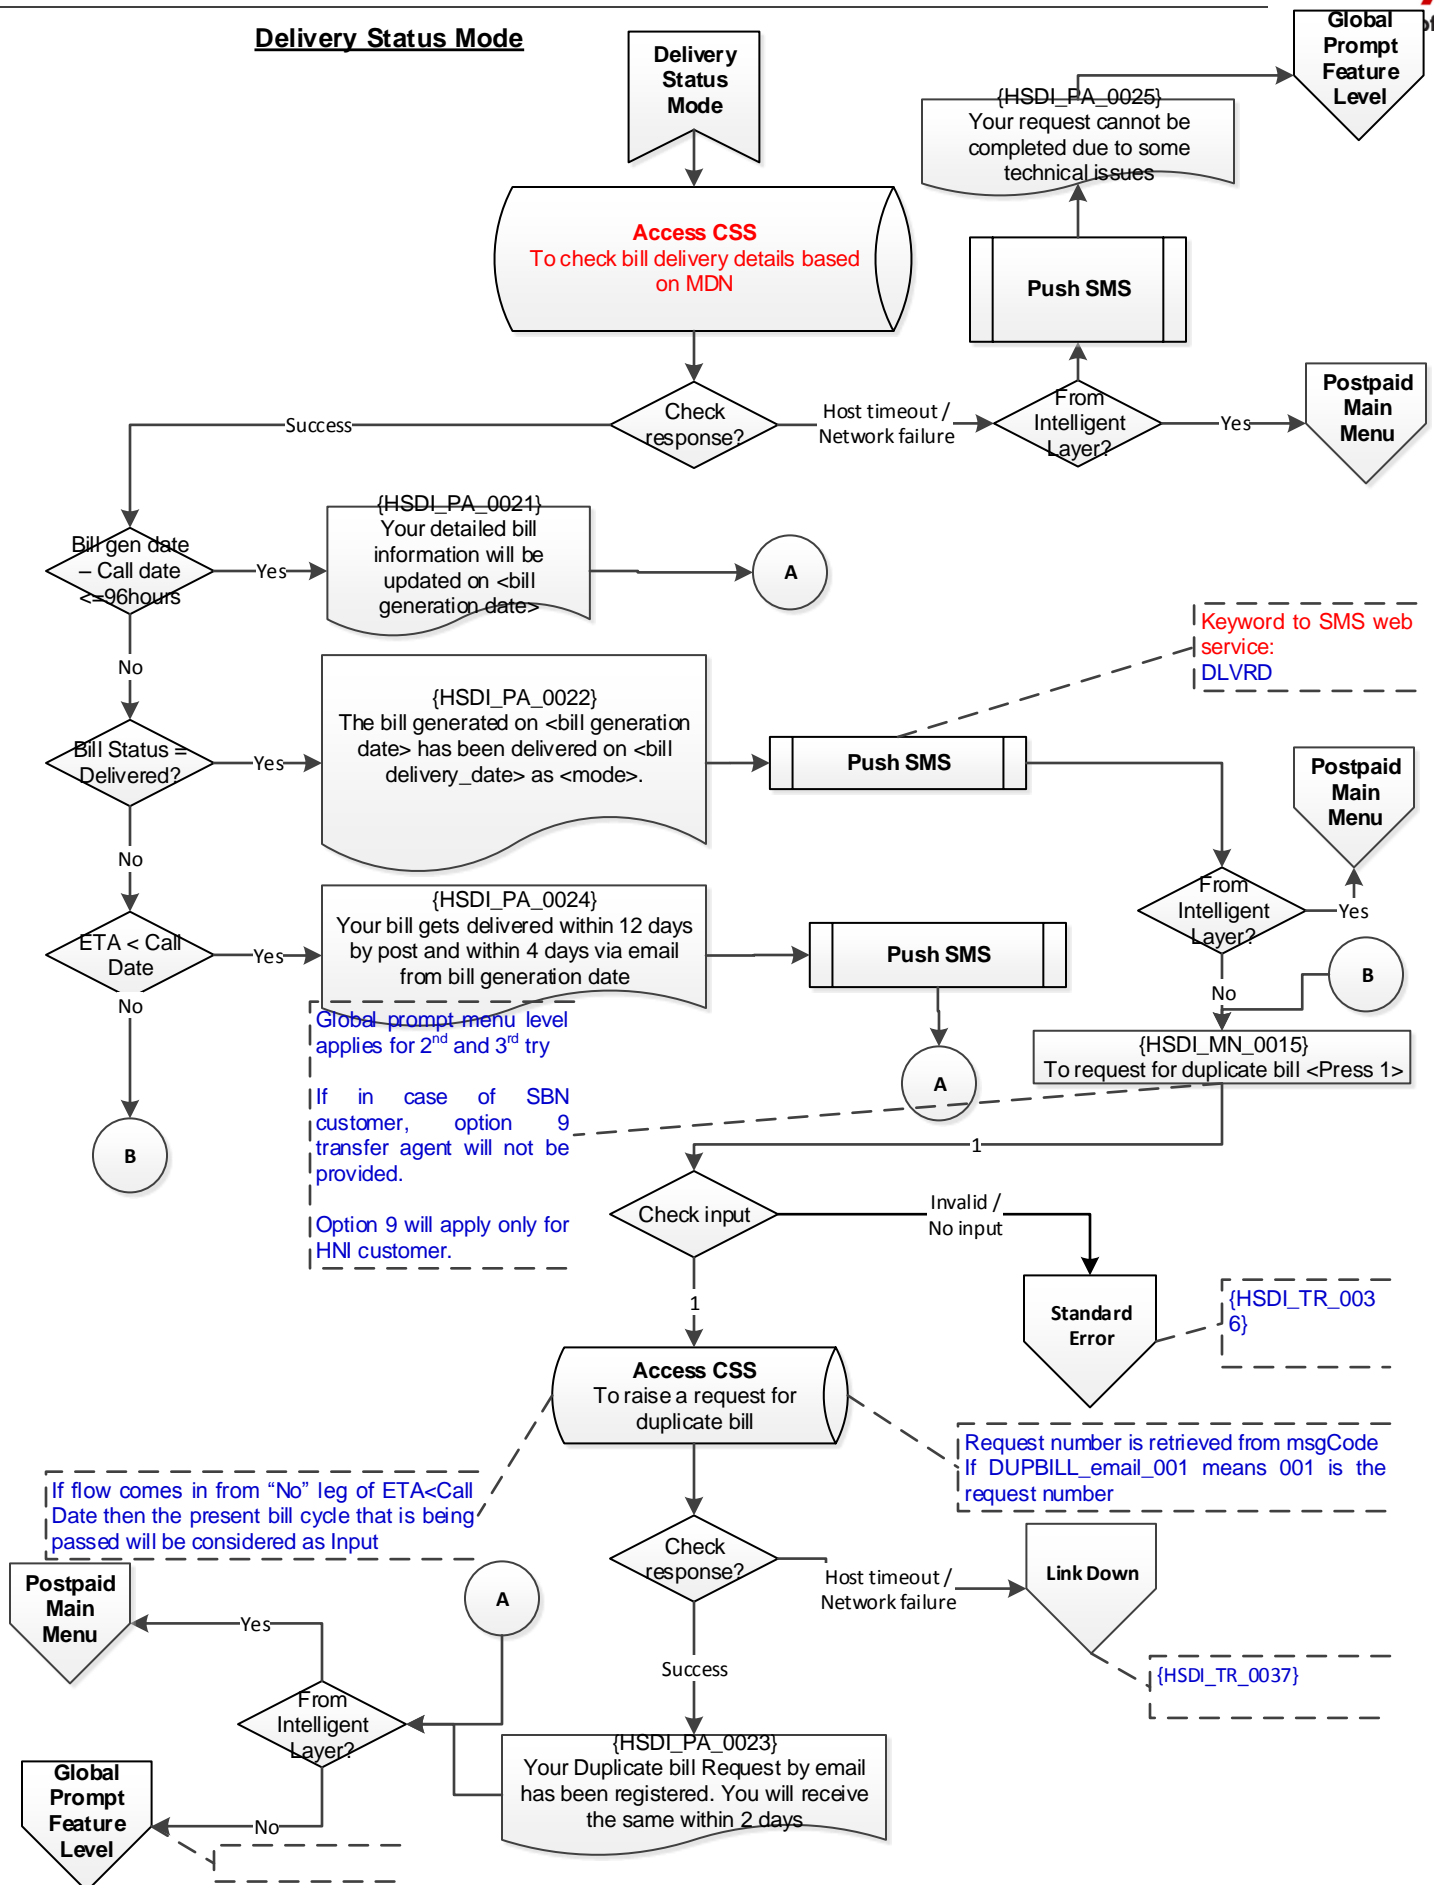 Delivery Status Mode
Delivery
Status
Mode
Global
Prompt
Feature
Level
of
{HSDI_PA_0025}
Your request cannot be
completed due to some
technical issues
Access CSS
To check bill delivery details based
on MDN
Push SMS
Check
response?
Success
Host timeout /
Network failure
From
Intelligent
Layer?
Yes
Postpaid
Main
Menu
Bill gen date
– Call date
<=96hours
Yes
{HSDI_PA_0021}
Your detailed bill
information will be
updated on <bill
generation date>
A
No
Keyword to SMS web
service:
DLVRD
Bill Status =
Delivered?
Yes
{HSDI_PA_0022}
The bill generated on <bill generation
date> has been delivered on <bill
delivery_date> as <mode>.
Push SMS
Postpaid
Main
Menu
No
From
Intelligent
Layer?
Yes
ETA < Call
Date
Yes
{HSDI_PA_0024}
Your bill gets delivered within 12 days
by post and within 4 days via email
from bill generation date
Push SMS
B
No
No
{HSDI_MN_0015}
To request for duplicate bill <Press 1>
A
B
Global prompt menu level
applies for 2nd and 3rd try
If in case of SBN
customer, option 9
transfer agent will not be
provided.
Option 9 will apply only for
HNI customer.
1
Check input
Invalid /
No input
1
Standard
Error
{HSDI_TR_003
6}
Access CSS
To raise a request for
duplicate bill
Request number is retrieved from msgCode
If DUPBILL_email_001 means 001 is the
request number
If flow comes in from “No” leg of ETA<Call
Date then the present bill cycle that is being
passed will be considered as Input
Check
response?
Host timeout /
Network failure
Link Down
{HSDI_TR_0037}
Postpaid
Main
Menu
Yes
A
Success
From
Intelligent
Layer?
{HSDI_PA_0023}
Your Duplicate bill Request by email
has been registered. You will receive
the same within 2 days
No
Global
Prompt
Feature
Level